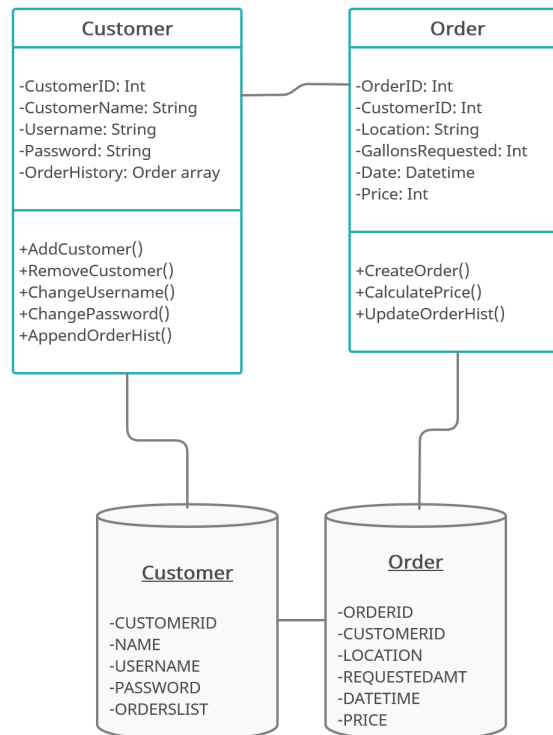 Customer
-CustomerID: Int
-CustomerName: String
-Username: String
-Password: String
-OrderHistory: Order array
+AddCustomer()
+RemoveCustomer()
+ChangeUsername()
+ChangePassword()
+AppendOrderHist()
Order
-OrderID: Int
-CustomerID: Int
-Location: String
-GallonsRequested: Int
-Date: Datetime
-Price: Int
+CreateOrder()
+CalculatePrice()
+UpdateOrderHist()
Customer
-CUSTOMERID
-NAME
-USERNAME
-PASSWORD
-ORDERSLIST
Order
-ORDERID
-CUSTOMERID
-LOCATION
-REQUESTEDAMT
-DATETIME
-PRICE